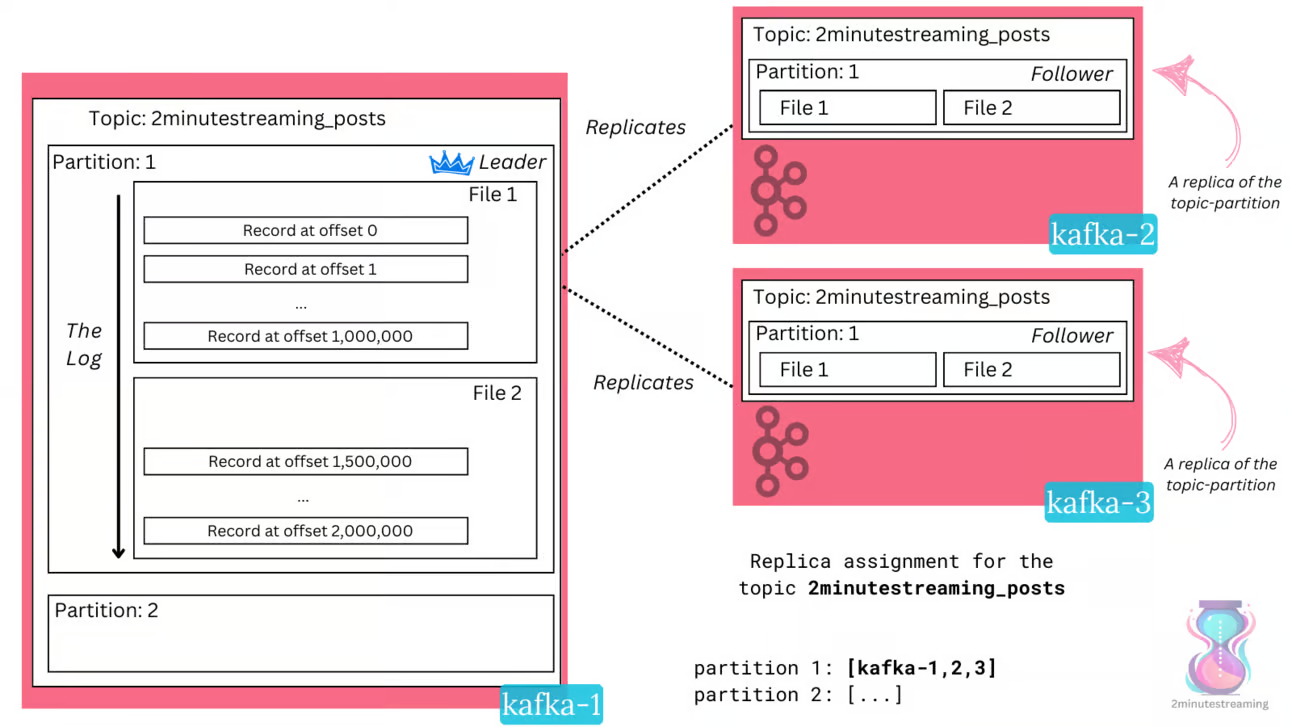 Topic: 2minutestreaming_posts
Partition: 1
Leader
File 1
Record at offset 0
Record at offset 1
...
Record at offset 1,000,000
The
Log
File 2
Record at offset 1,500,000
...
Record at offset 2,000,000
Partition: 2
kafka-1
Replicates
Replicates
Topic: 2minutestreaming_posts
Partition: 1
Follower
File 1
File 2
kafka-2
A replica of the
topic-partition
Topic: 2minutestreaming_posts
Partition: 1
Follower
File 1
File 2
kafka-3
A replica of the
topic-partition
Replica assignment for the
topic 2minutestreaming_posts
partition 1: [kafka-1,2,3]
partition 2: [...]
2minutestreaming